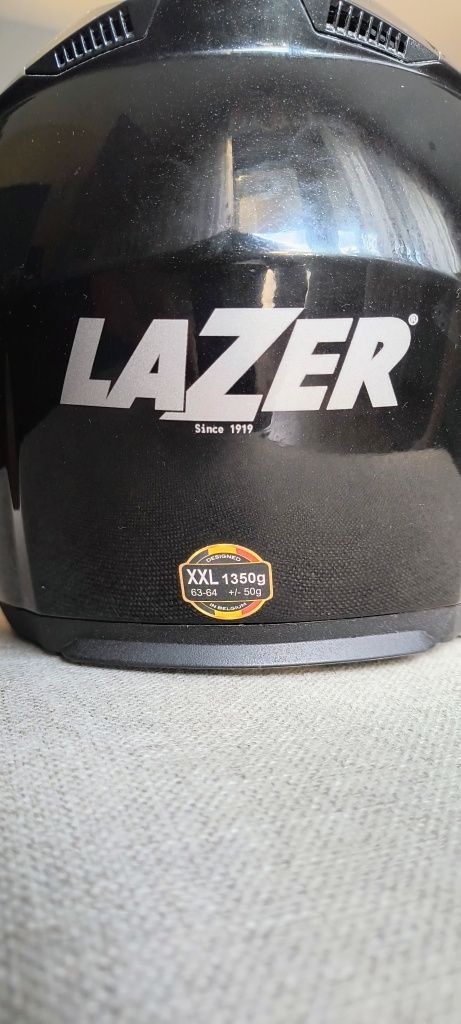 LAZER®
Since 1919
DESIGNED
XXL 1350g
63-64 +/- 50g
IN BELGIUM